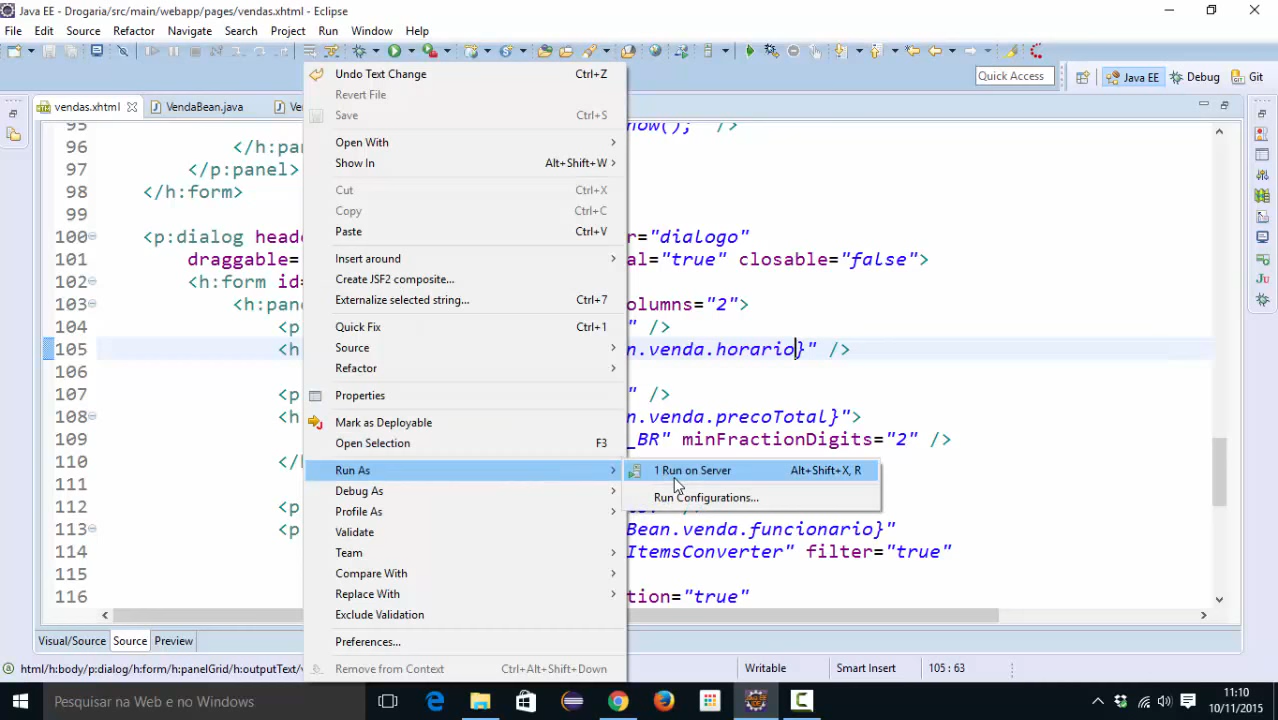 Java EE - Drogaria/src/main/webapp/pages/vendas.xhtml - Eclipse
File Edit Source Refactor Navigate Search Project Run Window Help
Quick Access Java EE Debug Git
vendas.xhtml VendaBean.java Ve
95 now(); " />
96 </h:pa
97 </p:panel>
98 </h:form>
99
100 <p:dialog heade r="dialogo"
101 draggable= al="true" closable="false">
102 <h:form id=
103 <h:pane olumns="2">
104 <p " />
105 <h n.venda.horario}" />
106
107 <p " />
108 <h n.venda.precoTotal}">
109 _BR" minFractionDigits="2" />
110 </h
111
112 <p
113 <p Bean.venda.funcionario}"
114 ItemsConverter" filter="true"
115
116 tion="true"
Undo Text Change Ctrl+Z
Revert File
Save Ctrl+S
Open With
Show In Alt+Shift+W
Cut Ctrl+X
Copy Ctrl+C
Paste Ctrl+V
Insert around
Create JSF2 composite...
Externalize selected string... Ctrl+7
Quick Fix Ctrl+1
Source
Refactor
Properties
Mark as Deployable
Open Selection F3
Run As
1 Run on Server Alt+Shift+X, R
Run Configurations...
Debug As
Profile As
Validate
Team
Compare With
Replace With
Exclude Validation
Preferences...
Remove from Context Ctrl+Alt+Shift+Down
Visual/Source Source Preview
html/h:body/p:dialog/h:form/h:panelGrid/h:outputText/v Writable Smart Insert 105 : 63
Pesquisar na Web e no Windows
11:10
10/11/2015